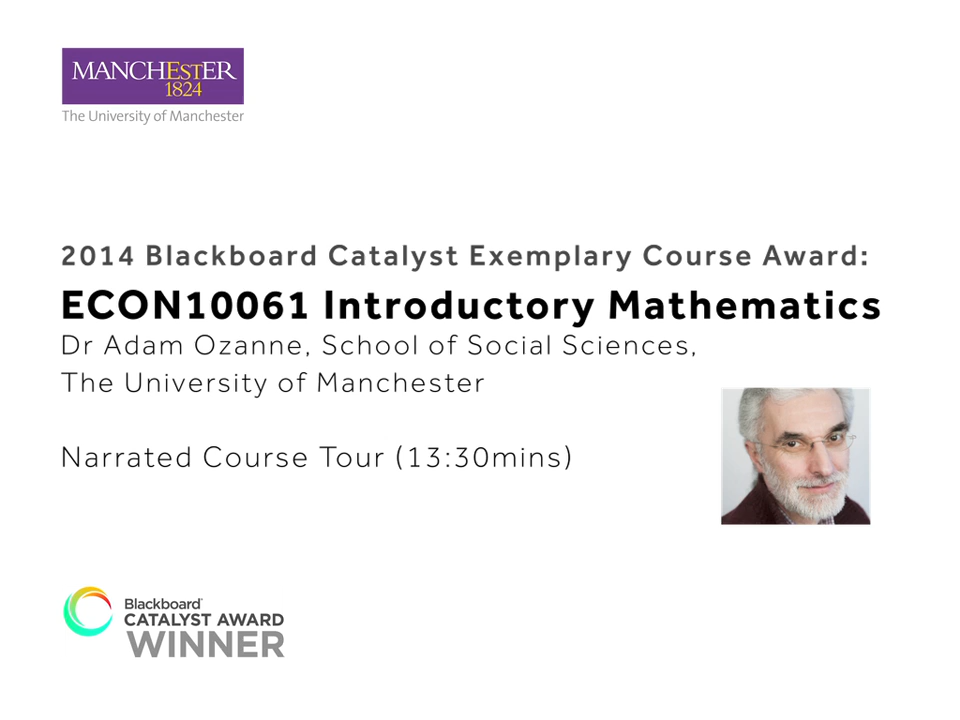 MANCHESTER
1824
The University of Manchester
2014 Blackboard Catalyst Exemplary Course Award:
ECON10061 Introductory Mathematics
Dr Adam Ozanne, School of Social Sciences,
The University of Manchester
Narrated Course Tour (13:30mins)
Blackboard
CATALYST AWARD
WINNER